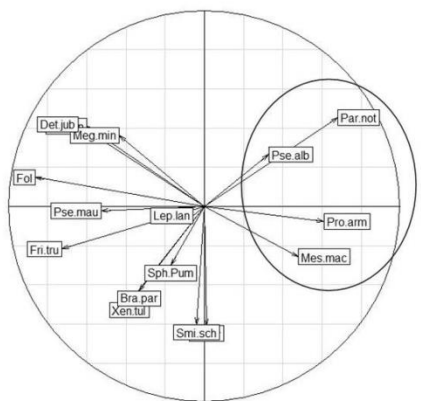 Par.not
Det.jub
Meg.min
Pse.alb
Fol
Pse.mau
Lep.lan
Pro.arm
Fri.tru
Mes.mac
Sph.Pum
Bra.par
Xen.tul
Smi.sch